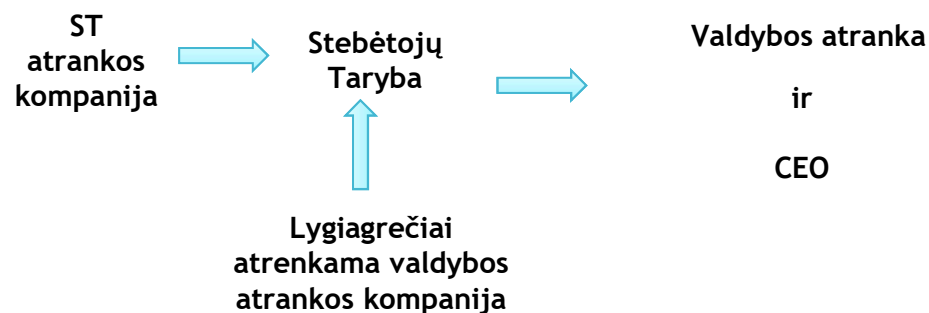 ST
atrankos
kompanija
Stebėtojų
Taryba
Valdybos atranka
ir
CEO
Lygiagrečiai
atrenkama valdybos
atrankos kompanija